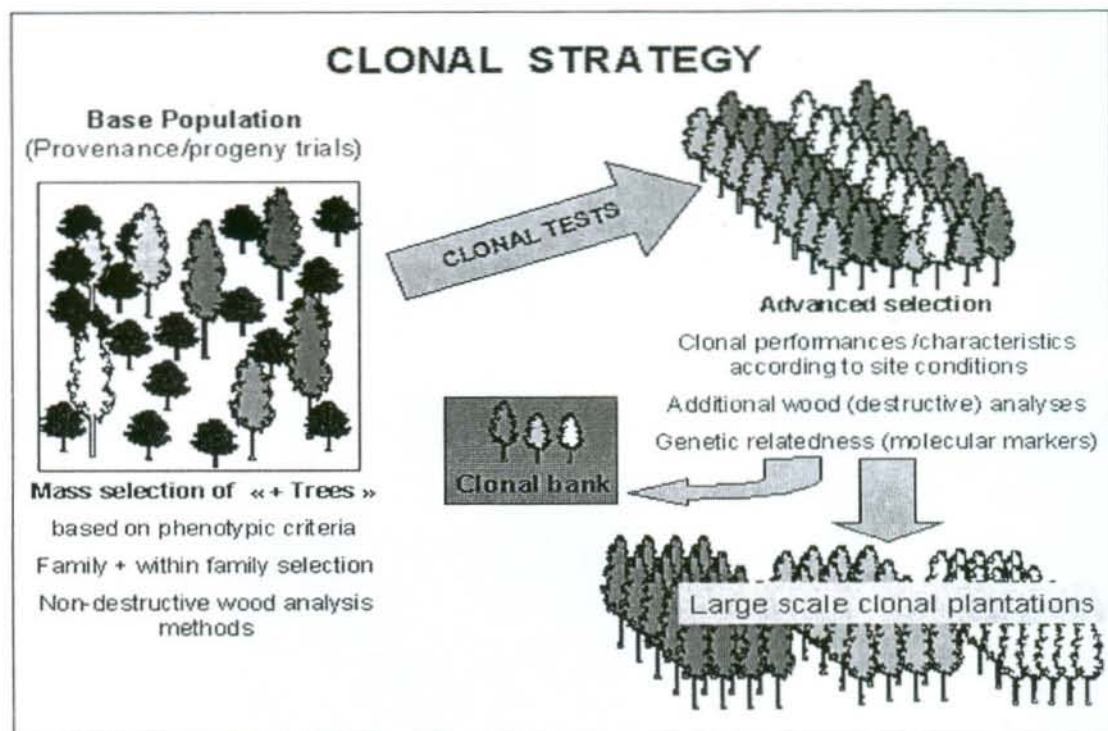 CLONAL STRATEGY
Base Population
(Provenance/progeny trials)
CLONAL TESTS
Mass selection of « + Trees »
based on phenotypic criteria
Family + within family selection
Non-destructive wood analysis
methods
Advanced selection
Clonal performances /characteristics
according to site conditions
Additional wood (destructive) analyses
Genetic relatedness (molecular markers)
Clonal bank
Large scale clonal plantations